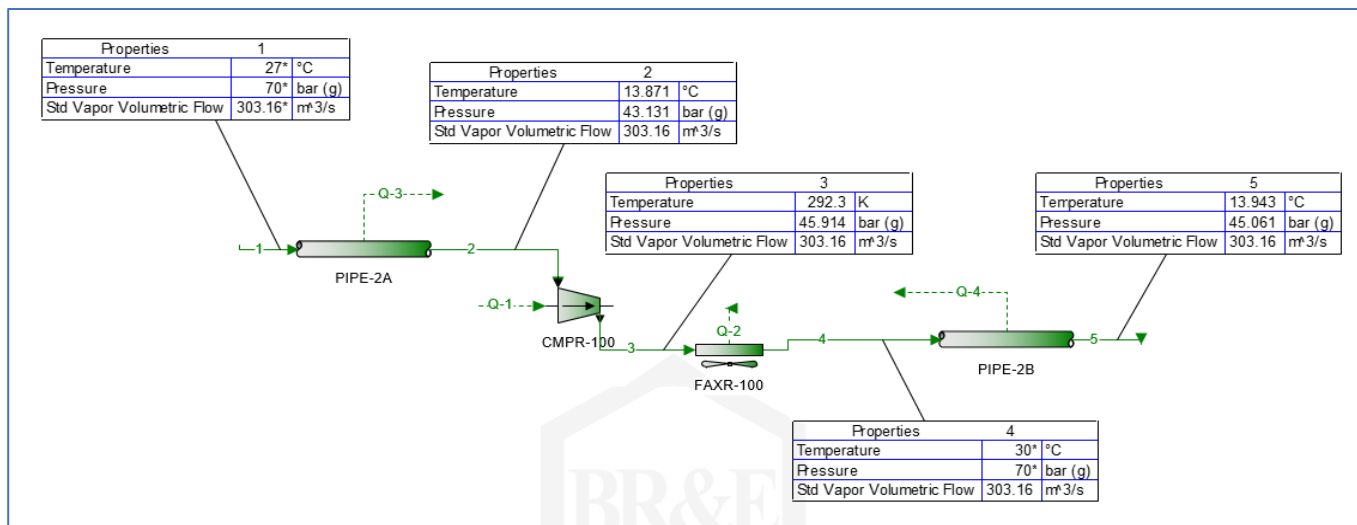 Properties 1
Temperature 27* °C
Pressure 70* bar (g)
Std Vapor Volumetric Flow 303.16* m^3/s
Properties 2
Temperature 13.871 °C
Pressure 43.131 bar (g)
Std Vapor Volumetric Flow 303.16 m^3/s
Properties 3
Temperature 292.3 K
Pressure 45.914 bar (g)
Std Vapor Volumetric Flow 303.16 m^3/s
Properties 5
Temperature 13.943 °C
Pressure 45.061 bar (g)
Std Vapor Volumetric Flow 303.16 m^3/s
Q-3
1
2
PIPE-2A
Q-1
CMPR-100
3
Q-2
FAXR-100
4
Q-4
5
PIPE-2B
Properties 4
Temperature 30* °C
Pressure 70* bar (g)
Std Vapor Volumetric Flow 303.16 m^3/s
BR&E